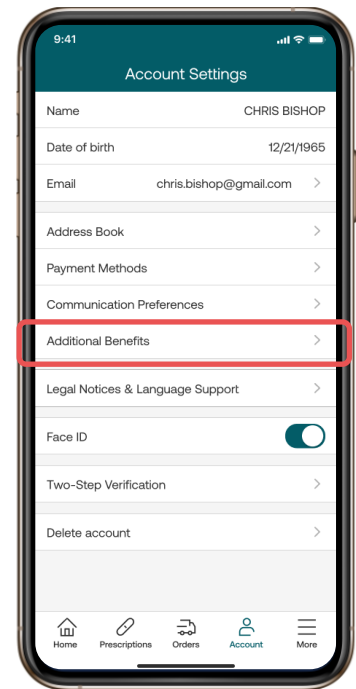 9:41
Account Settings
Name CHRIS BISHOP
Date of birth 12/21/1965
Email chris.bishop@gmail.com
Address Book
Payment Methods
Communication Preferences
Additional Benefits
Legal Notices & Language Support
Face ID
Two-Step Verification
Delete account
Home Prescriptions Orders Account More